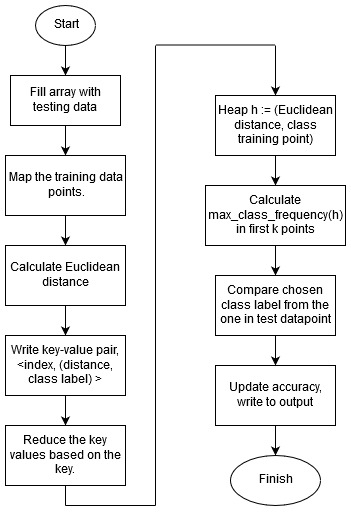 Start
Fill array with
testing data
Map the training data
points.
Calculate Euclidean
distance
Write key-value pair,
<index, (distance,
class label) >
Reduce the key
values based on the
key.
Heap h := (Euclidean
distance, class
training point)
Calculate
max_class_frequency(h)
in first k points
Compare chosen
class label from the
one in test datapoint
Update accuracy,
write to output
Finish